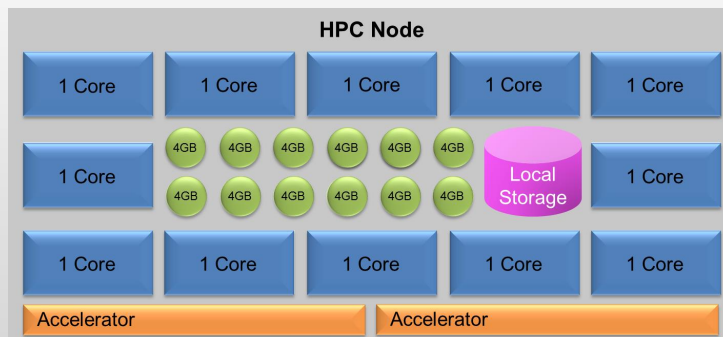 HPC Node
1 Core 1 Core 1 Core 1 Core 1 Core
4GB 4GB 4GB 4GB 4GB 4GB
1 Core
Local
Storage
1 Core
4GB 4GB 4GB 4GB 4GB 4GB
1 Core 1 Core 1 Core 1 Core 1 Core
Accelerator Accelerator